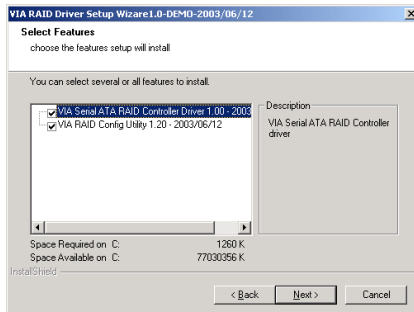 VIA RAID Driver Setup Wizare1.0-DEMO-2003/06/12
Select Features
choose the features setup will install
You can select several or all features to install.
VIA Serial ATA RAID Controller Driver 1.00 - 2003
VIA RAID Config Utility 1.20 - 2003/06/12
Description
VIA Serial ATA RAID Controller
driver
Space Required on C: 1260 K
Space Available on C: 77030356 K
InstallShield
< Back
Next >
Cancel